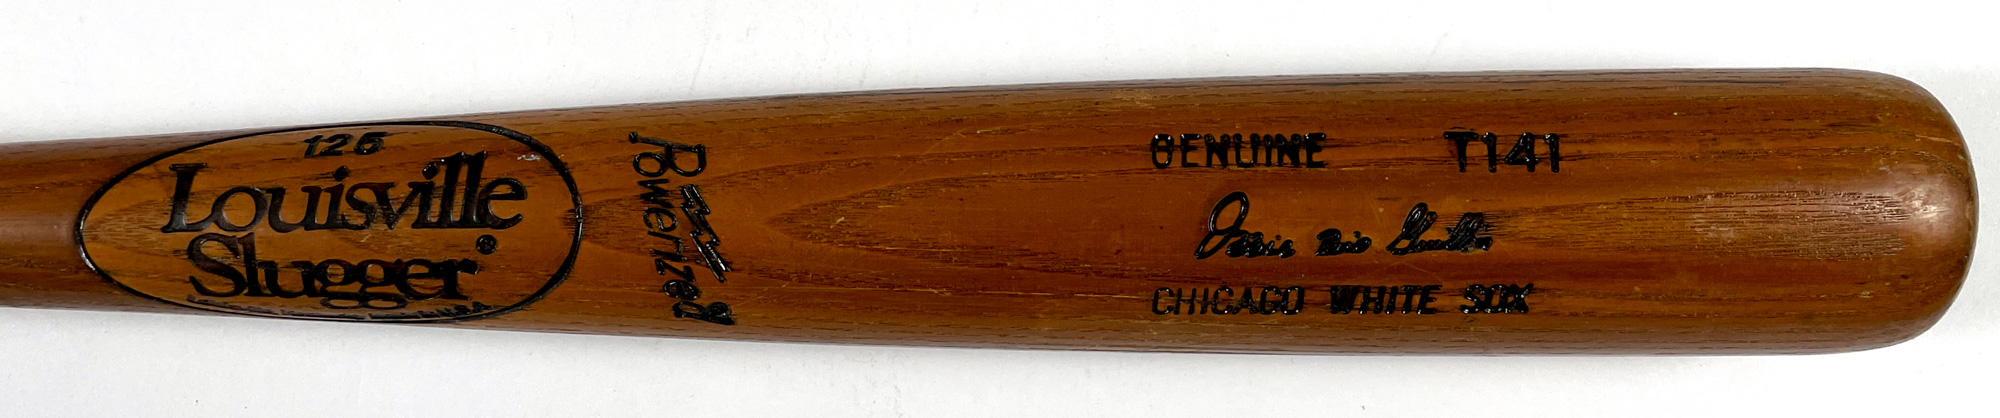 125
Louisville
Slugger®
Powerized
GENUINE T141
CHICAGO WHITE SOX